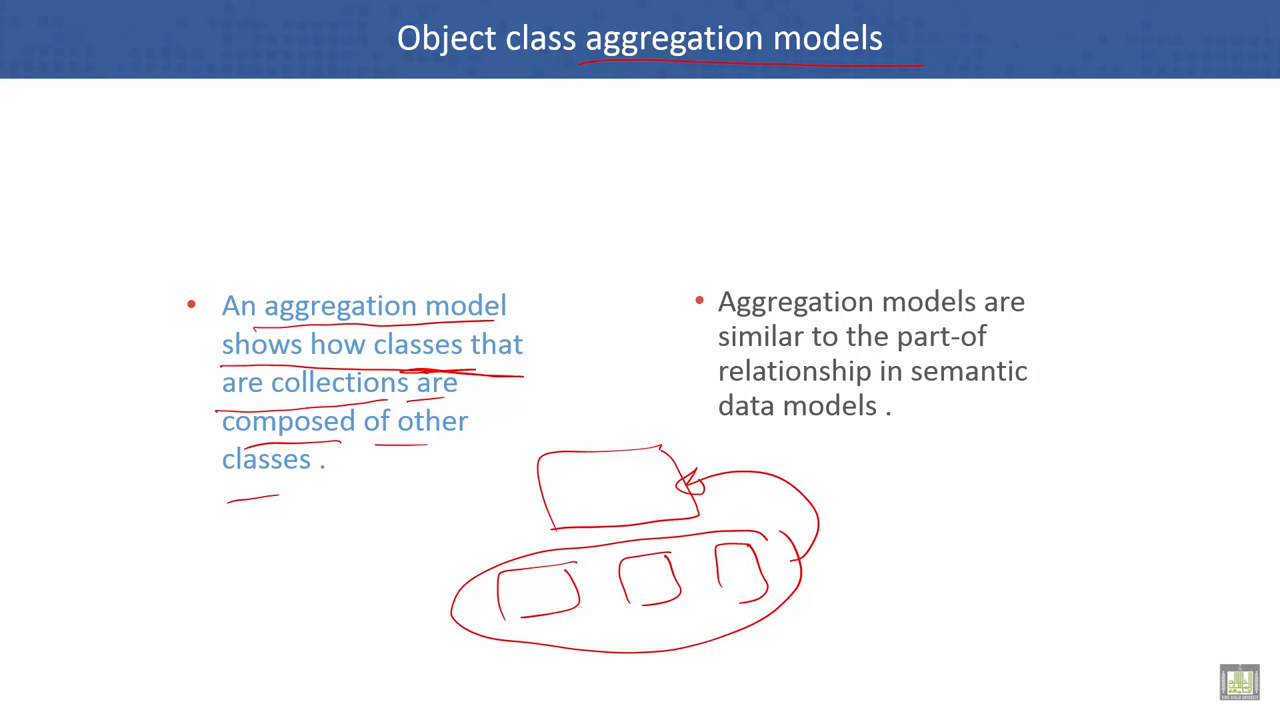 Object class aggregation models
• An aggregation model
shows how classes that
are collections are
composed of other
classes .
• Aggregation models are
similar to the part-of
relationship in semantic
data models .